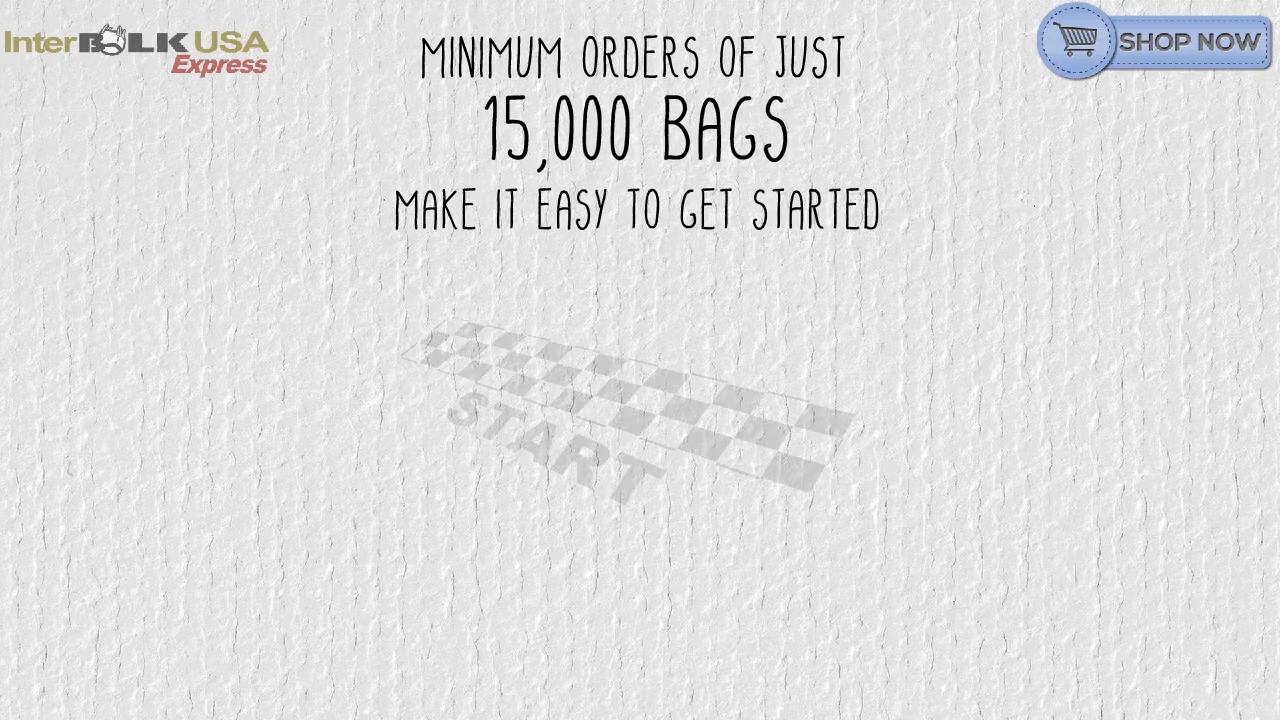 InterBULK USA
Express
SHOP NOW
MINIMUM ORDERS OF JUST
15,000 BAGS
MAKE IT EASY TO GET STARTED
START